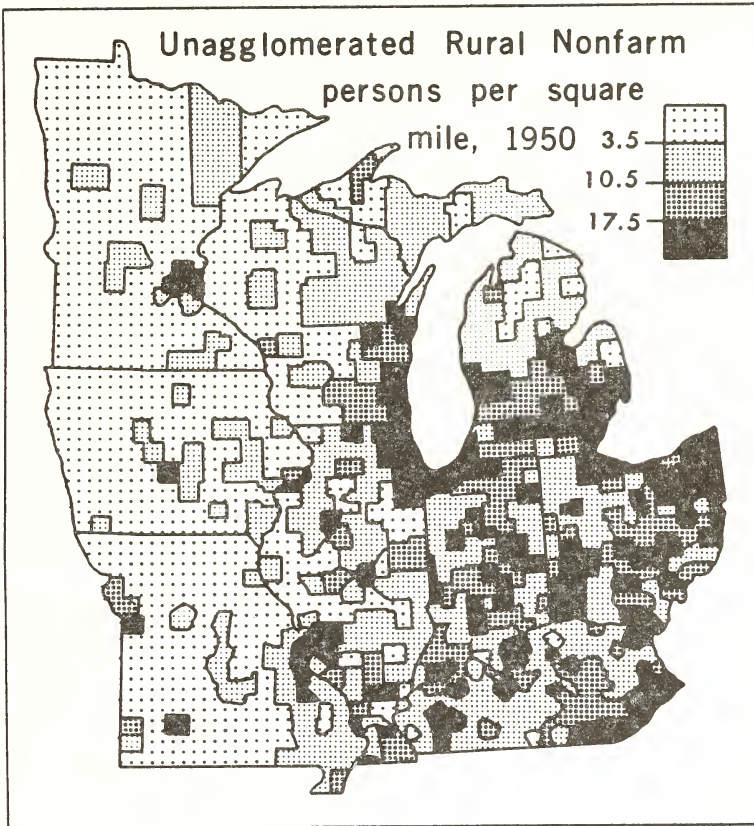 Unagglomerated Rural Nonfarm
persons per square
mile, 1950
3.5
10.5
17.5